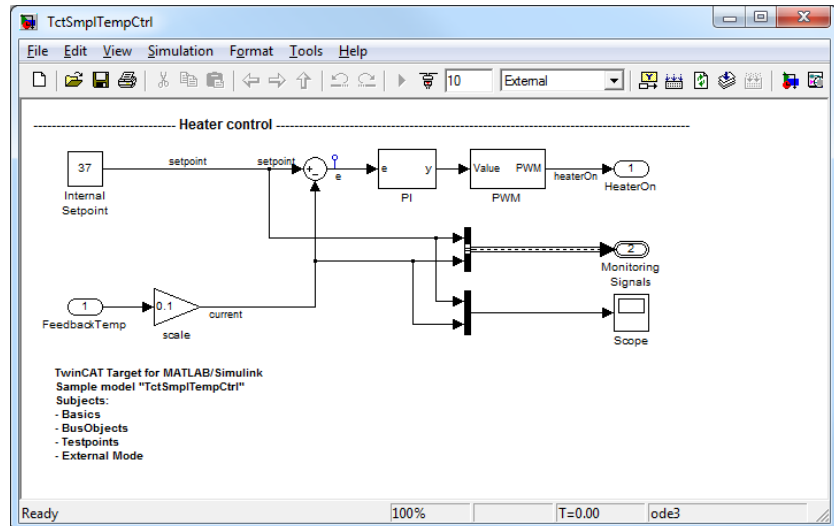 TctSmplTempCtrl
File Edit View Simulation Format Tools Help
10 External
------------------------------- Heater control -------------------------------------------------------------------------------------------
37
setpoint
setpoint
+
-
e
e y
Value PWM
heaterOn
1
Internal
Setpoint
PI
PWM
HeaterOn
2
Monitoring
Signals
1
0.1
current
FeedbackTemp
scale
Scope
TwinCAT Target for MATLAB/Simulink
Sample model "TctSmplTempCtrl"
Subjects:
- Basics
- BusObjects
- Testpoints
- External Mode
Ready 100% T=0.00 ode3